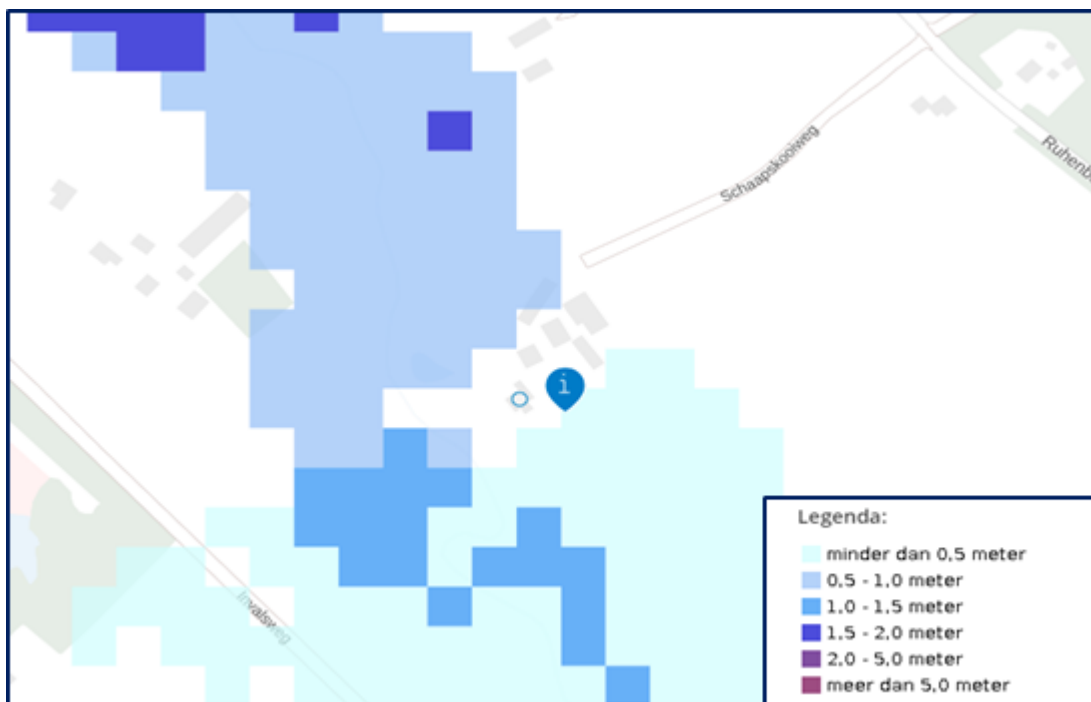 Schaapskooiweg
Ruhenb
i
Invalsweg
Legenda:
minder dan 0,5 meter
0,5 - 1,0 meter
1,0 - 1,5 meter
1,5 - 2,0 meter
2,0 - 5,0 meter
meer dan 5,0 meter